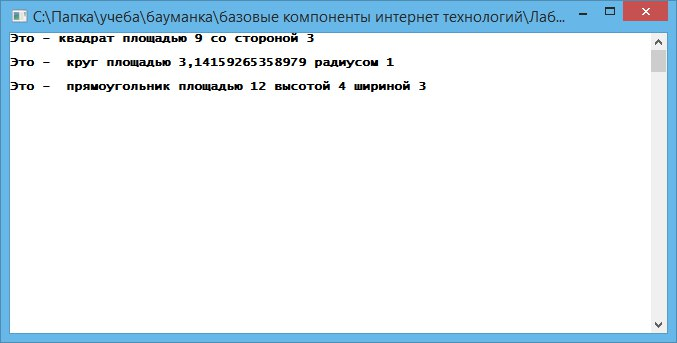 C:\Папка\учеба\бауманка\базовые компоненты интернет технологий\Лаб...
Это - квадрат площадью 9 со стороной 3
Это -  круг площадью 3,14159265358979 радиусом 1
Это -  прямоугольник площадью 12 высотой 4 шириной 3